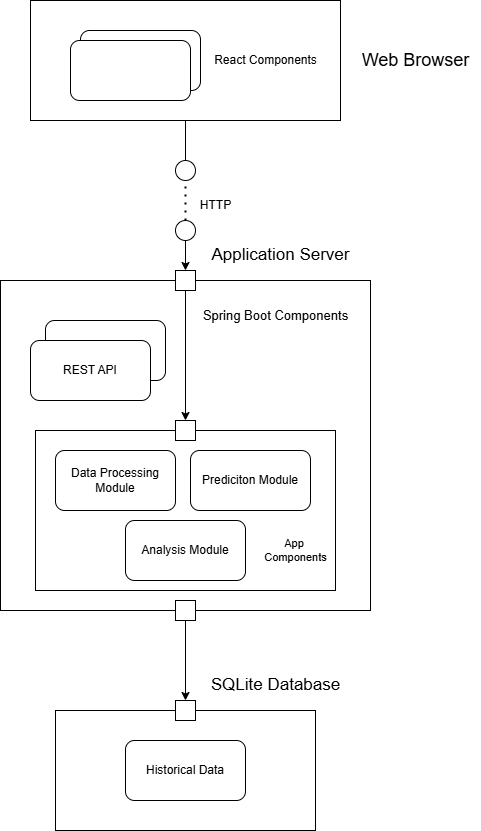 React Components
Web Browser
HTTP
Application Server
Spring Boot Components
REST API
Data Processing
Module
Prediciton Module
Analysis Module
App
Components
SQLite Database
Historical Data